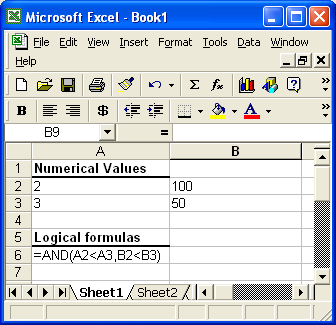 Microsoft Excel - Book1
File Edit View Insert Format Tools Data Window
Help
Σ fx
B $ A
B9 =
A B
1 Numerical Values
2 2 100
3 3 50
4
5 Logical formulas
6 =AND(A2<A3,B2<B3)
7
Sheet1 Sheet2